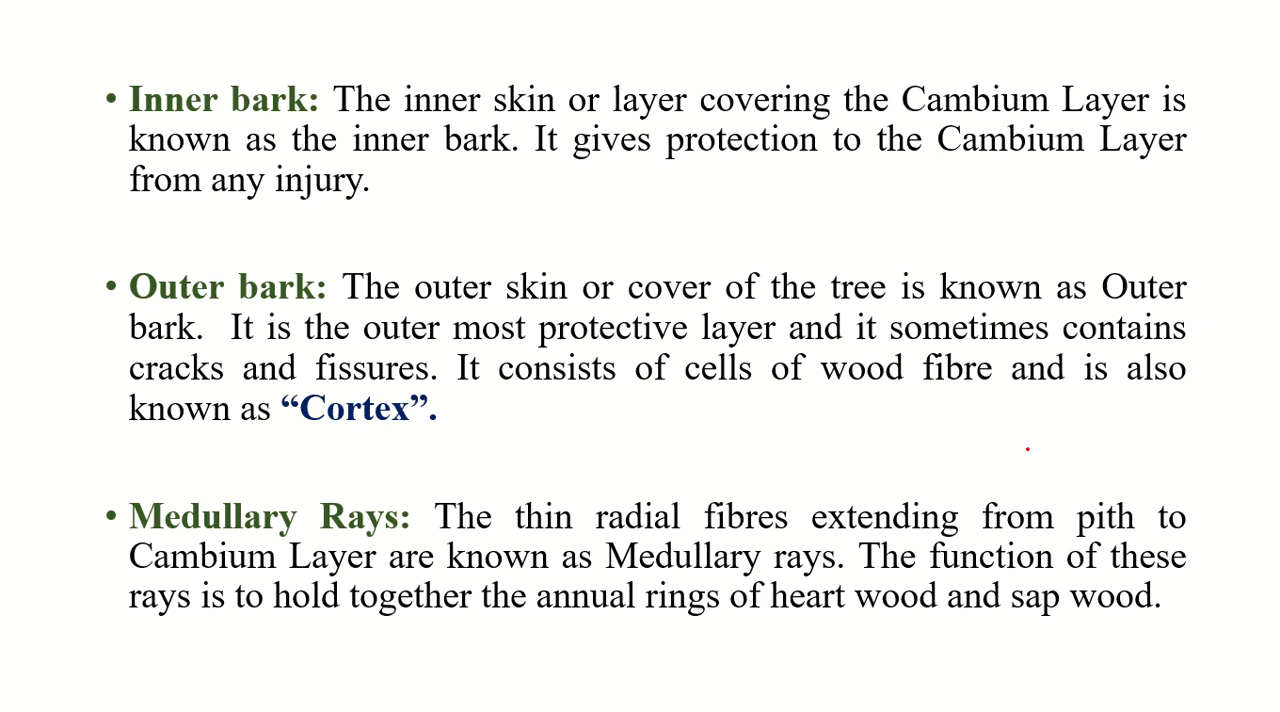 • Inner bark: The inner skin or layer covering the Cambium Layer is
known as the inner bark. It gives protection to the Cambium Layer
from any injury.
• Outer bark: The outer skin or cover of the tree is known as Outer
bark.  It is the outer most protective layer and it sometimes contains
cracks and fissures. It consists of cells of wood fibre and is also
known as “Cortex”.
• Medullary Rays: The thin radial fibres extending from pith to
Cambium Layer are known as Medullary rays. The function of these
rays is to hold together the annual rings of heart wood and sap wood.